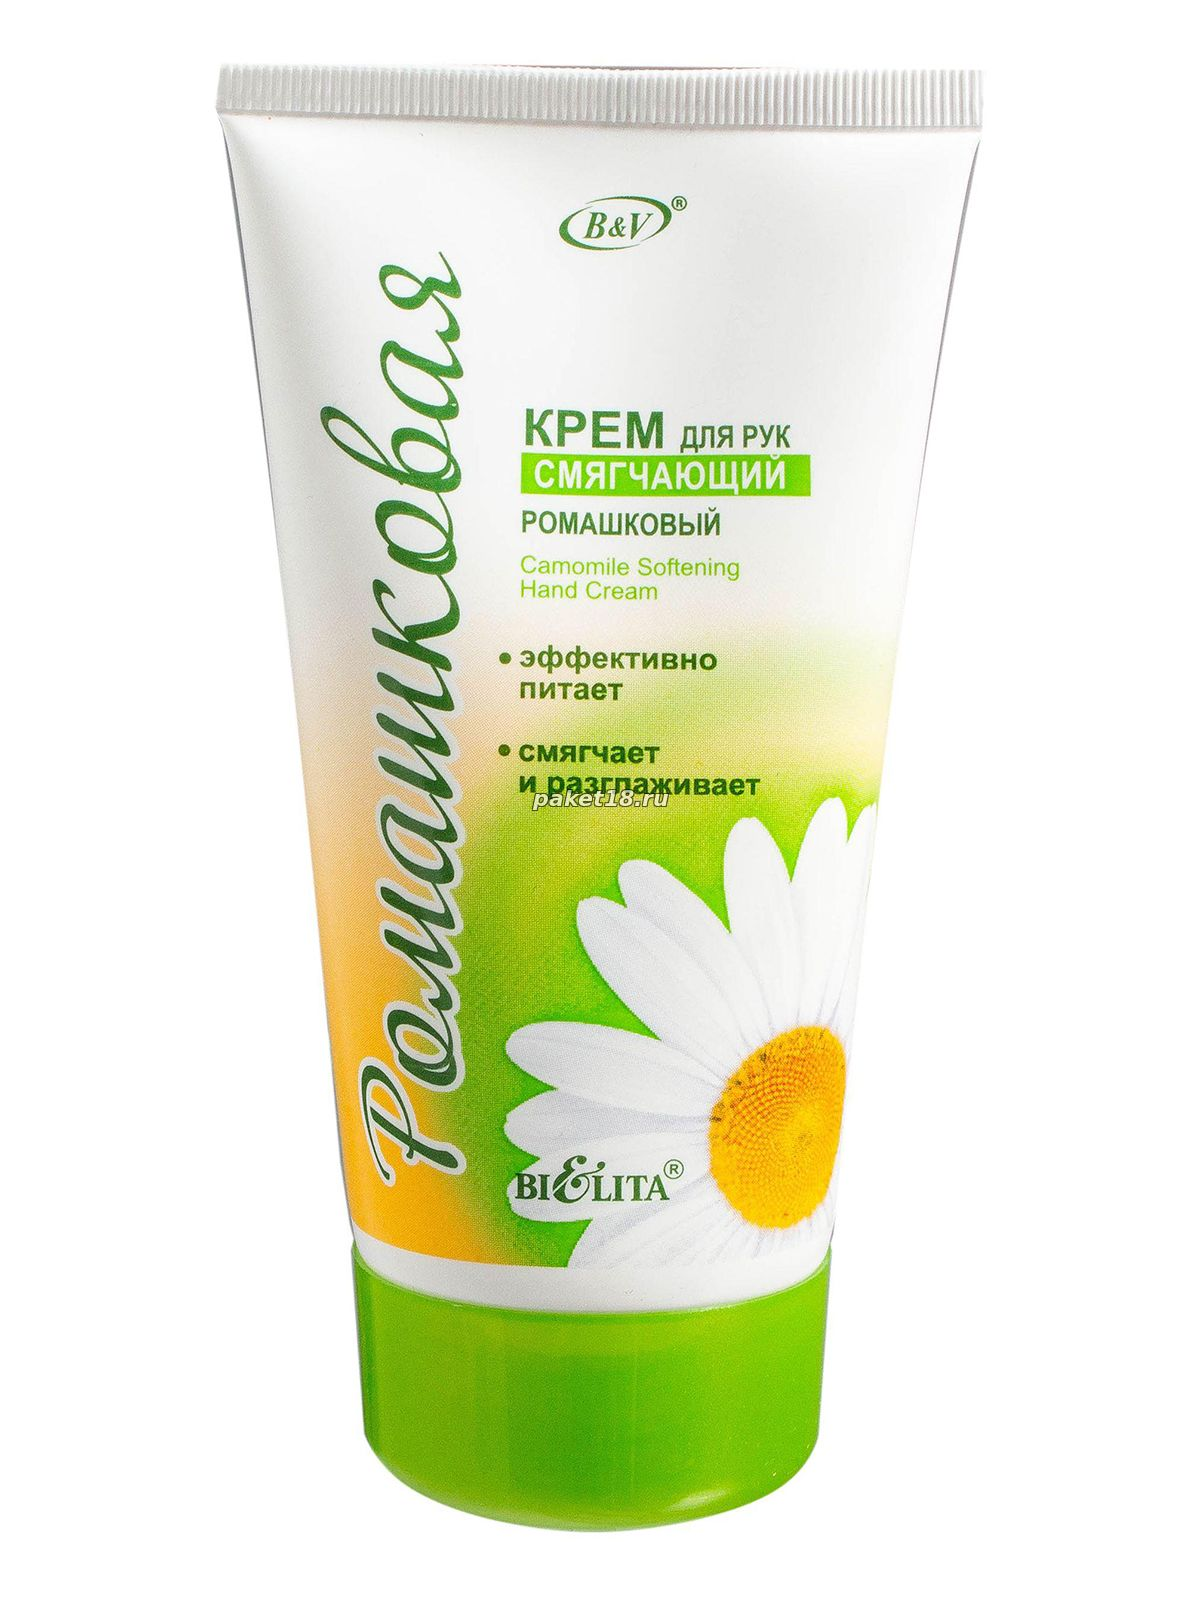 B&V®
Ромашковая
КРЕМ ДЛЯ РУК
СМЯГЧАЮЩИЙ
РОМАШКОВЫЙ
Camomile Softening
Hand Cream
• эффективно
питает
• смягчает
и разглаживает
paket18.ru
BIELITA®